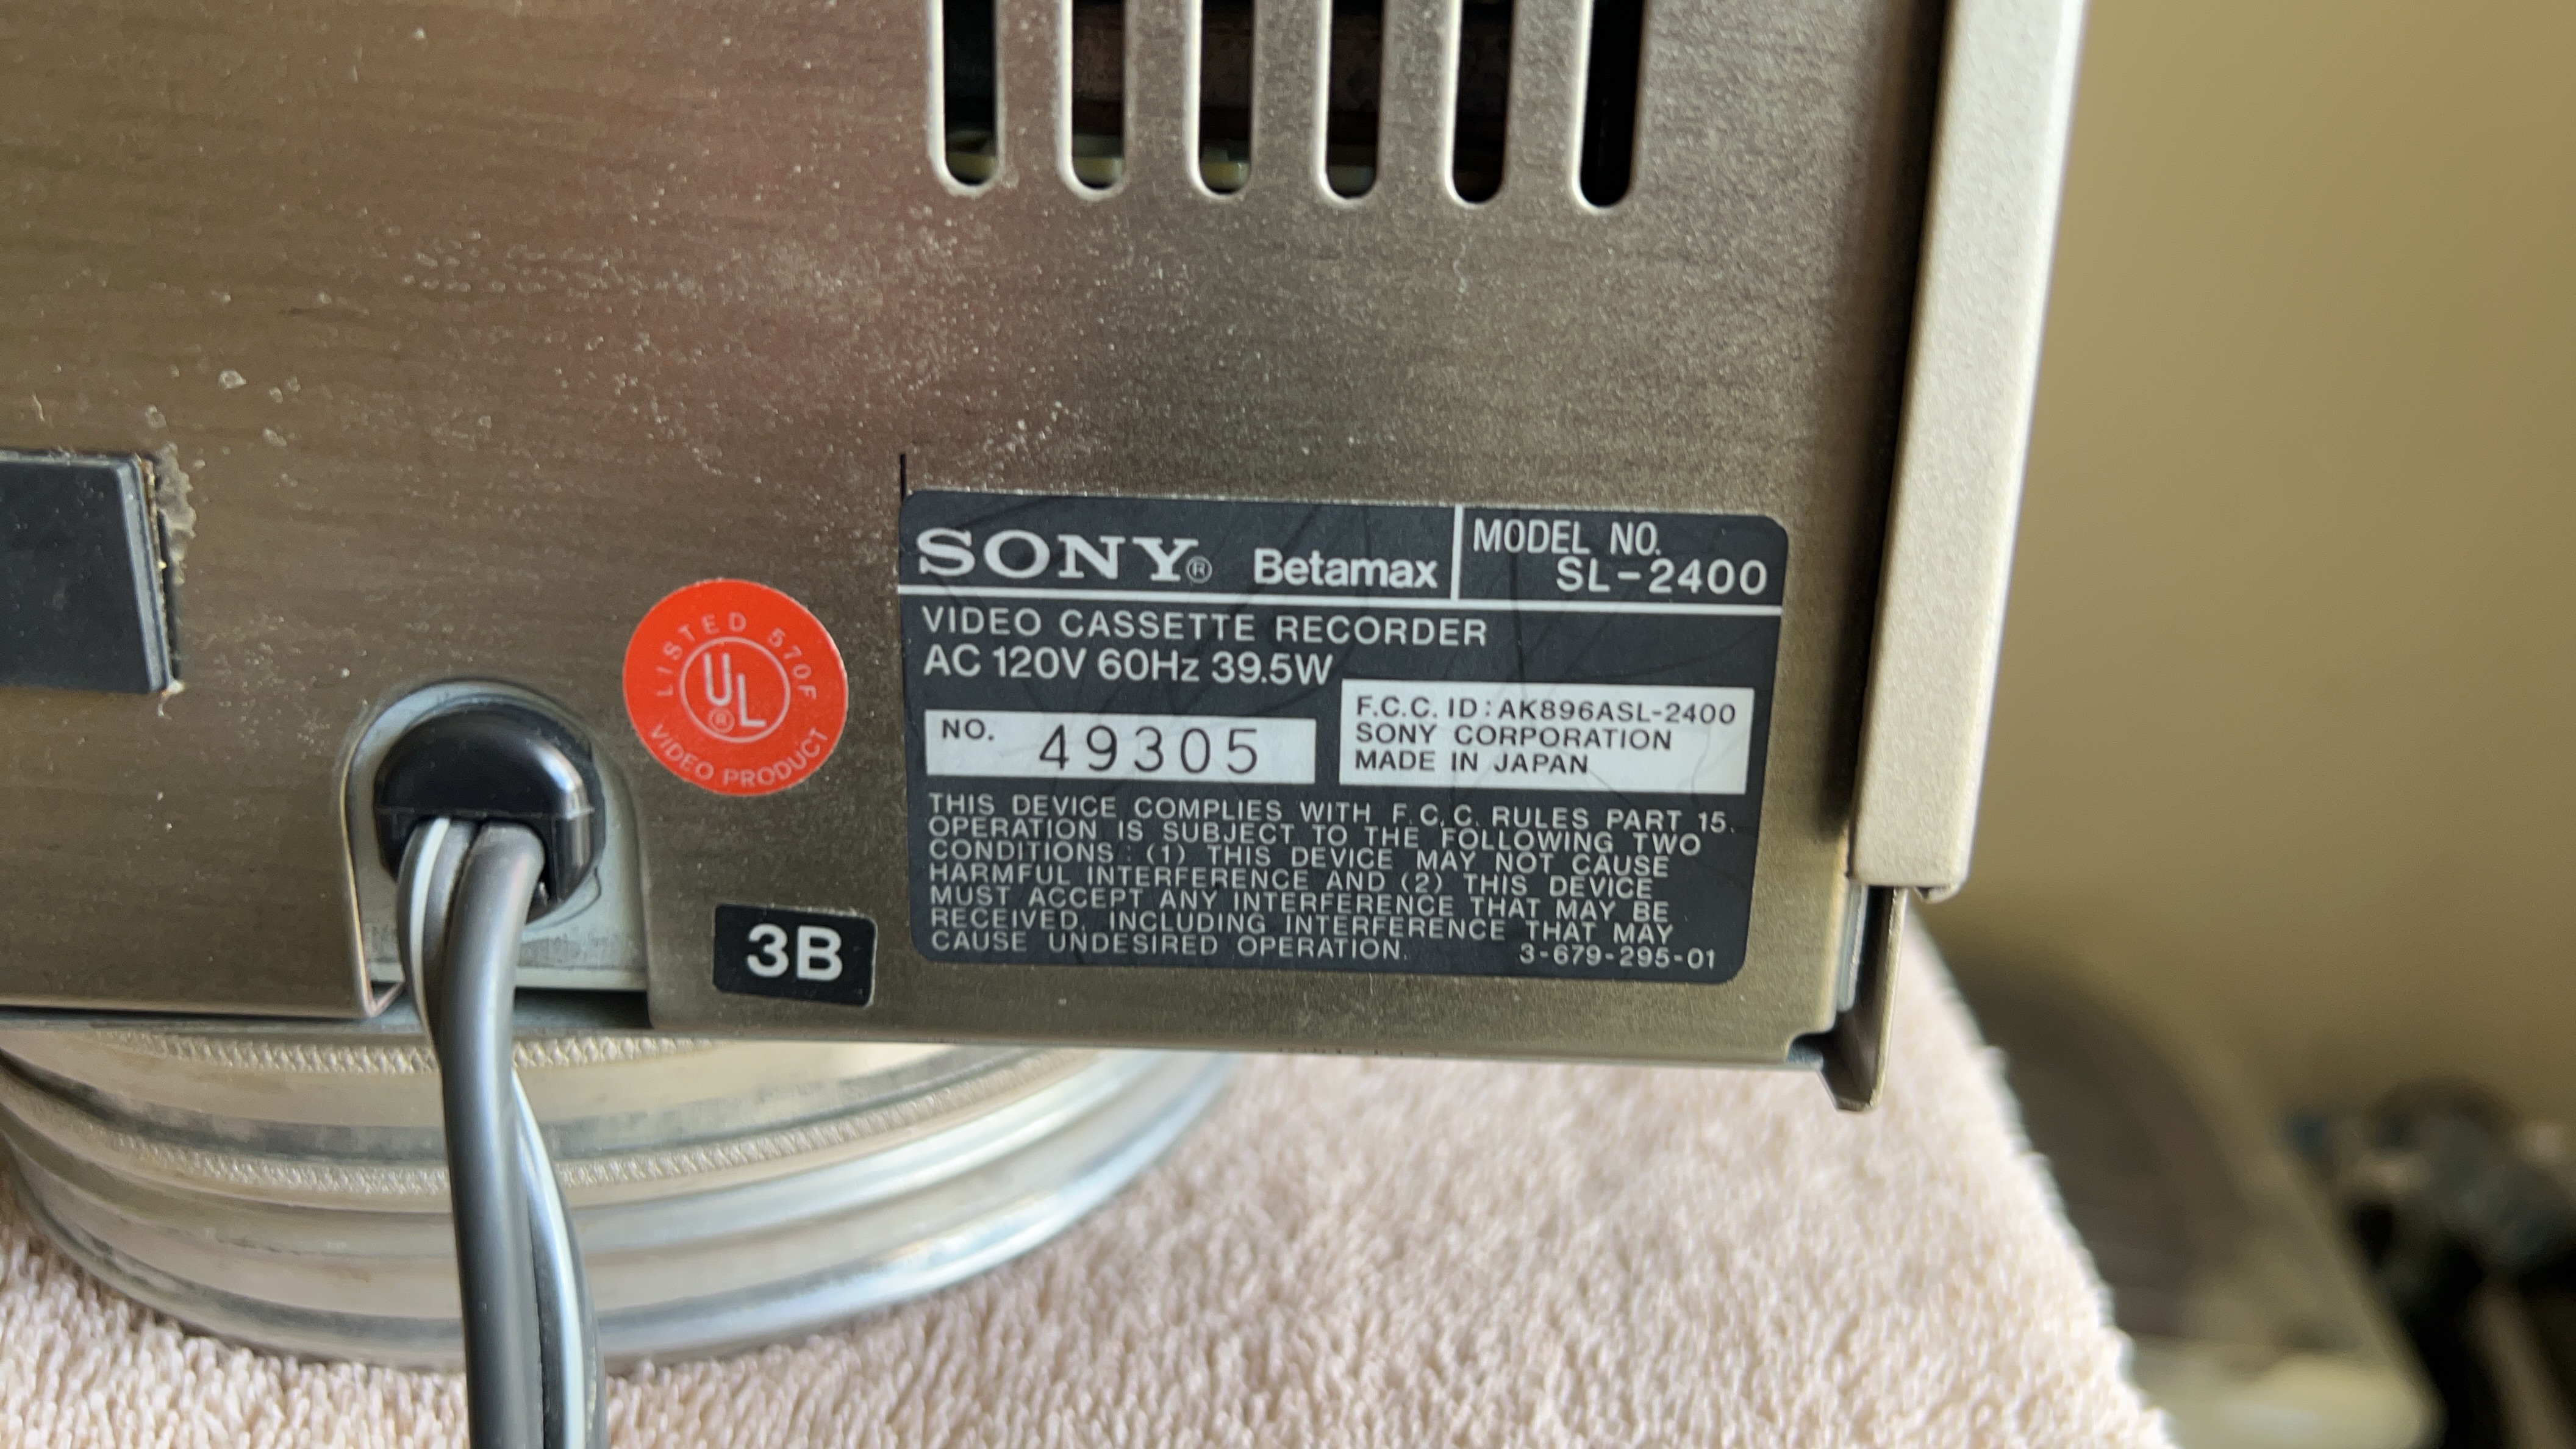 SONY® Betamax
MODEL NO.
SL-2400
VIDEO CASSETTE RECORDER
AC 120V 60Hz 39.5W
NO. 49305
F.C.C. ID : AK896ASL-2400
SONY CORPORATION
MADE IN JAPAN
THIS DEVICE COMPLIES WITH F.C.C. RULES PART 15.
OPERATION IS SUBJECT TO THE FOLLOWING TWO
CONDITIONS : (1) THIS DEVICE MAY NOT CAUSE
HARMFUL INTERFERENCE AND (2) THIS DEVICE
MUST ACCEPT ANY INTERFERENCE THAT MAY BE
RECEIVED, INCLUDING INTERFERENCE THAT MAY
CAUSE UNDESIRED OPERATION.
3-679-295-01
LISTED 570F
UL®
VIDEO PRODUCT
3B